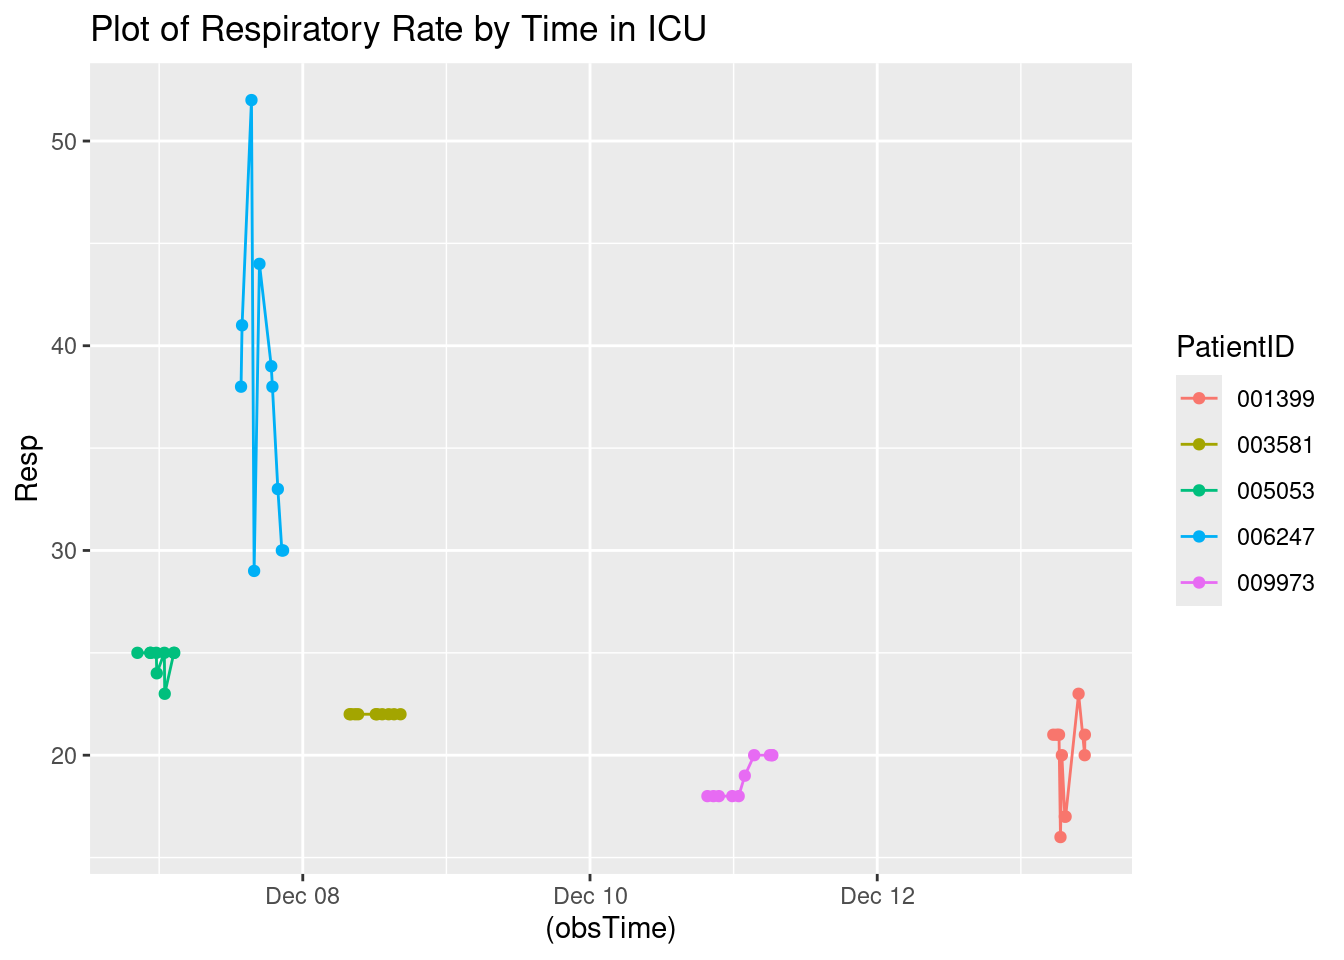 Plot of Respiratory Rate by Time in ICU
50
40
30
20
Resp
Dec 08
Dec 10
Dec 12
(obsTime)
PatientID
001399
003581
005053
006247
009973